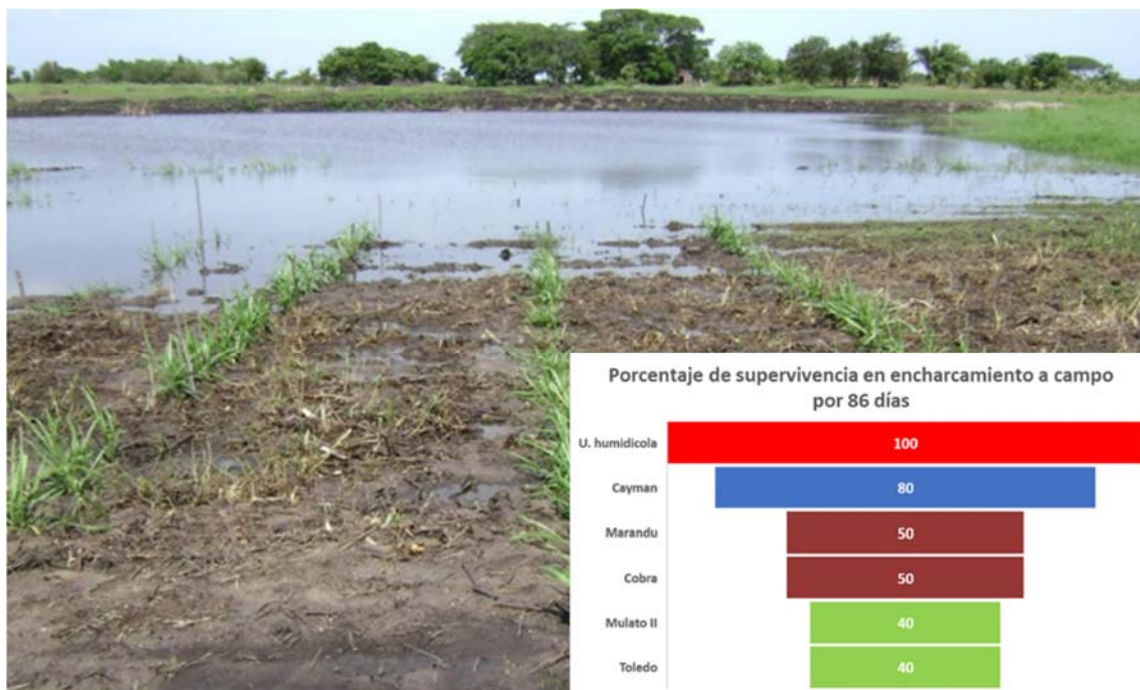 Porcentaje de supervivencia en encharcamiento a campo
por 86 días
U. humidicola
100
Cayman
80
Marandu
50
Cobra
50
Mulato II
40
Toledo
40